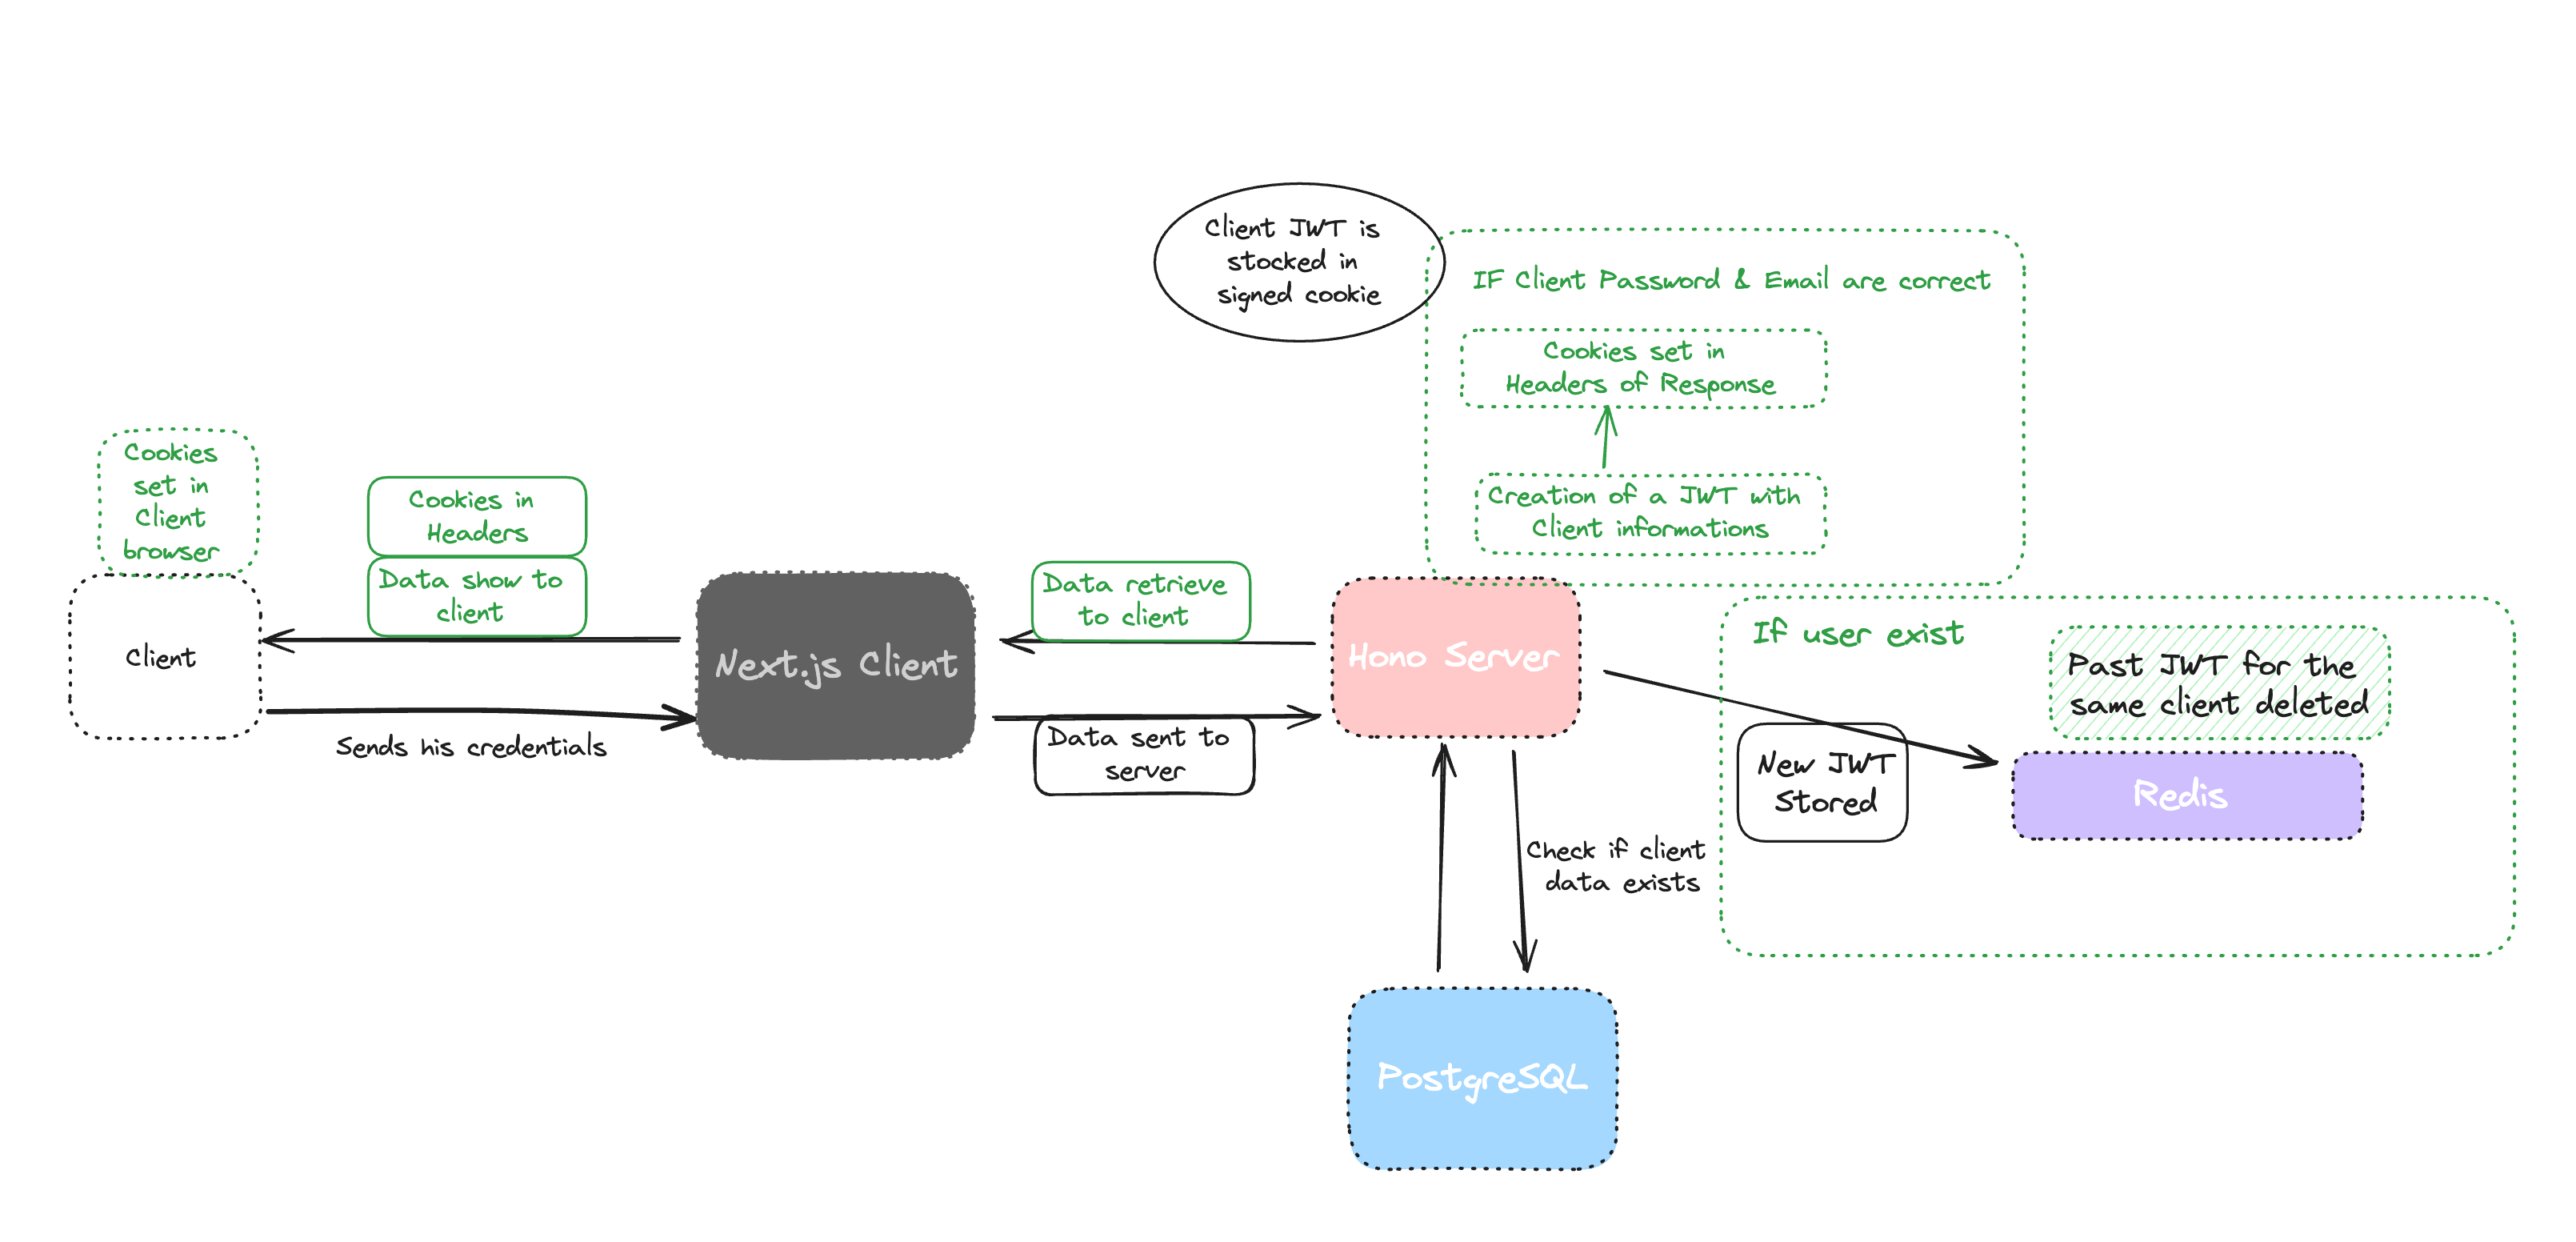 Client JWT is
stocked in
signed cookie
IF Client Password & Email are correct
Cookies set in
Headers of Response
Creation of a JWT with
Client informations
Cookies
set in
Client
browser
Client
Cookies in
Headers
Data show to
client
Sends his credentials
Next.js Client
Data retrieve
to client
Data sent to
server
Hono Server
If user exist
Past JWT for the
same client deleted
New JWT
Stored
Redis
Check if client
data exists
PostgreSQL